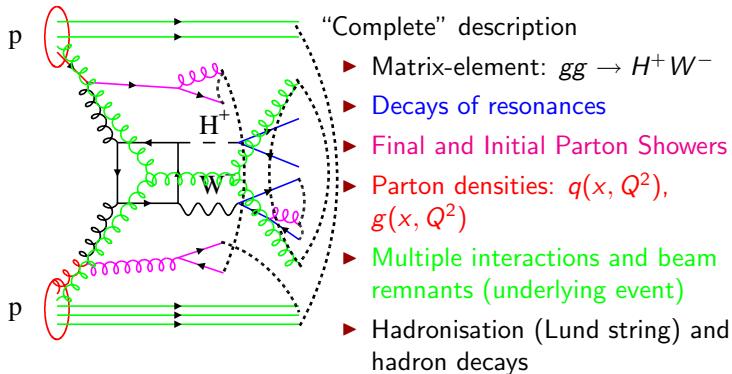 p
H⁺
W⁻
p
“Complete” description
▶ Matrix-element: gg → H⁺W⁻
▶ Decays of resonances
▶ Final and Initial Parton Showers
▶ Parton densities: q(x, Q²),
g(x, Q²)
▶ Multiple interactions and beam
remnants (underlying event)
▶ Hadronisation (Lund string) and
hadron decays